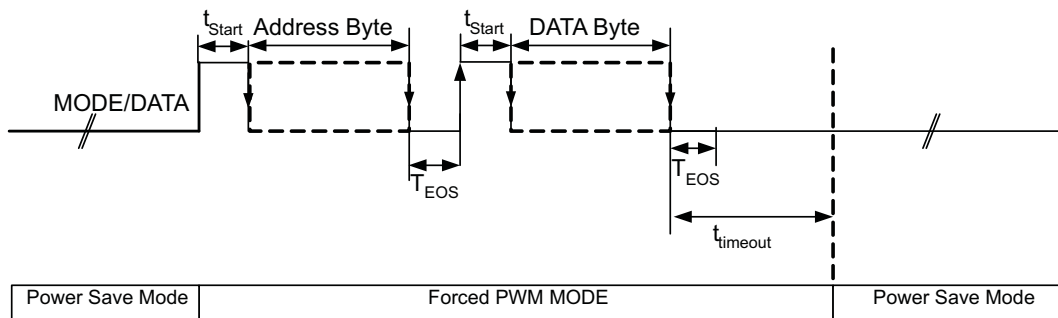 tStart
Address Byte
tStart
DATA Byte
MODE/DATA
TEOS
TEOS
ttimeout
Power Save Mode
Forced PWM MODE
Power Save Mode